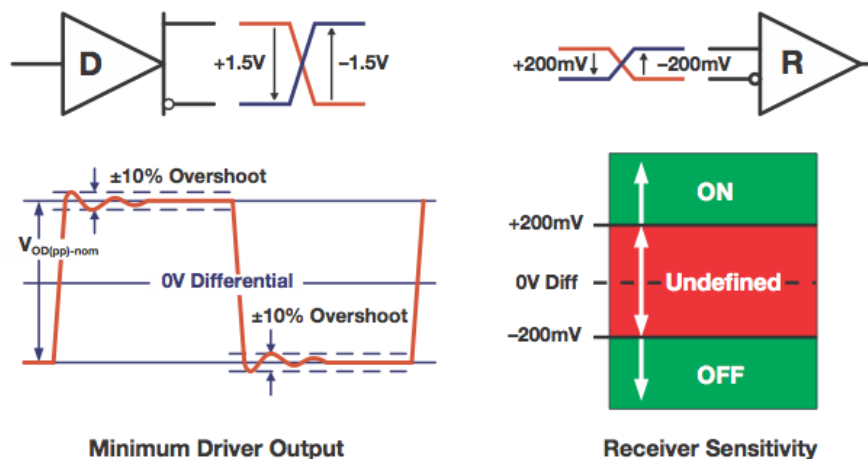 D
+1.5V
−1.5V
+200mV
−200mV
R
±10% Overshoot
VOD(pp)-nom
0V Differential
±10% Overshoot
Minimum Driver Output
ON
+200mV
0V Diff
Undefined
−200mV
OFF
Receiver Sensitivity